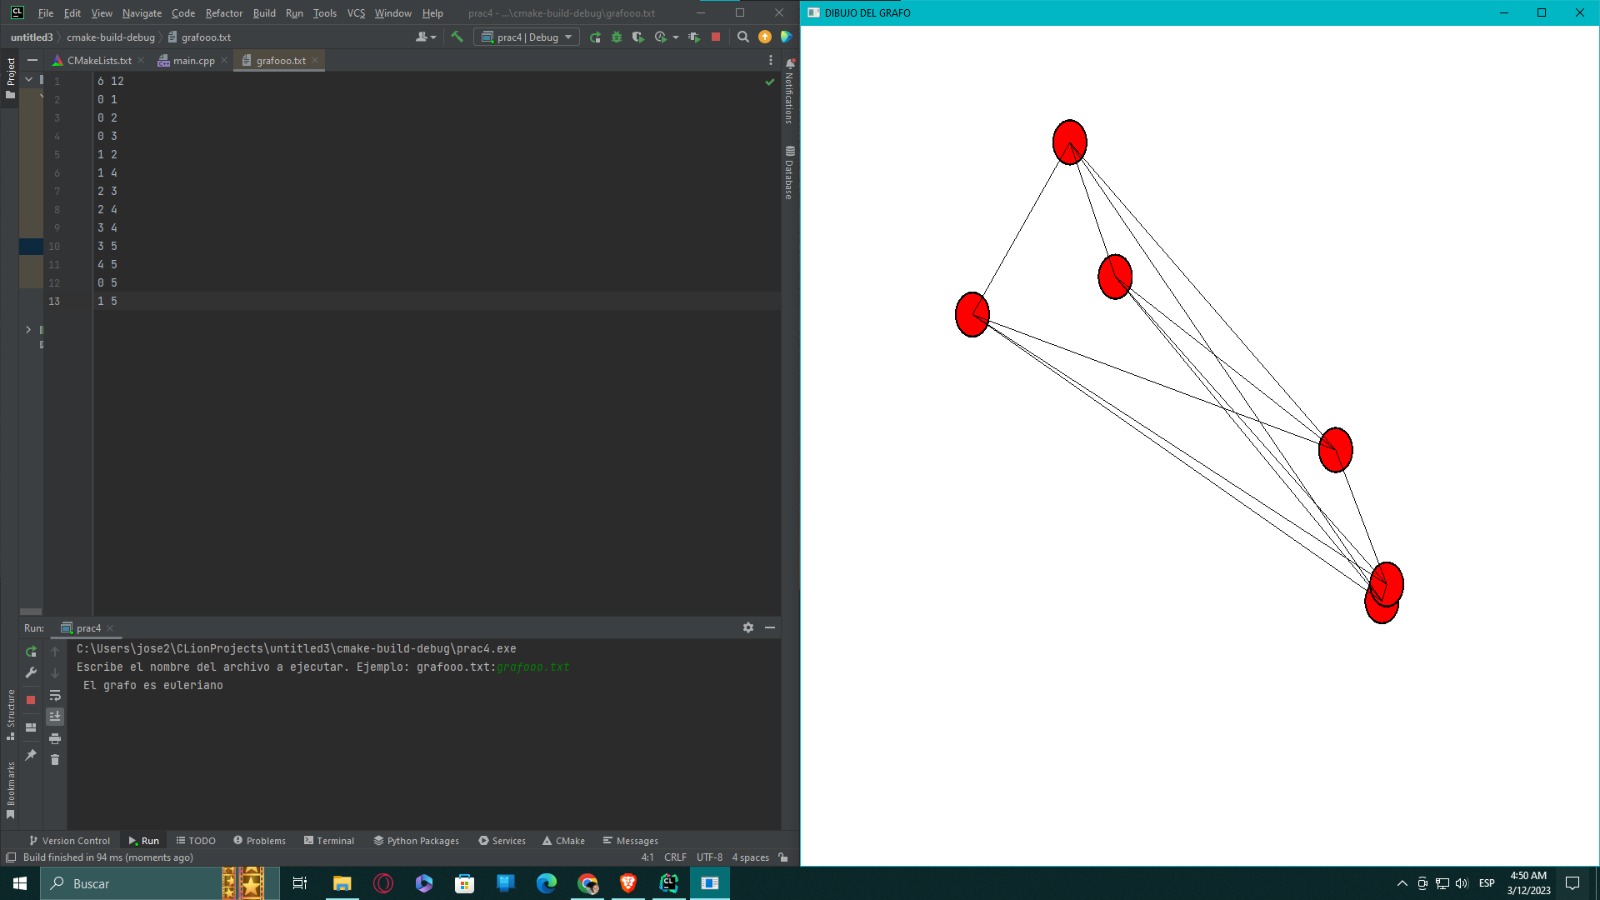 File Edit View Navigate Code Refactor Build Run Tools VCS Window Help prac4 - ...\cmake-build-debug\grafooo.txt
untitled3 cmake-build-debug grafooo.txt prac4 | Debug
CMakeLists.txt main.cpp grafooo.txt
Project
1 6 12
2 0 1
3 0 2
4 0 3
5 1 2
6 1 4
7 2 3
8 2 4
9 3 4
10 3 5
11 4 5
12 0 5
13 1 5
Notifications
Database
DIBUJO DEL GRAFO
Run: prac4
C:\Users\jose2\CLionProjects\untitled3\cmake-build-debug\prac4.exe
Escribe el nombre del archivo a ejecutar. Ejemplo: grafooo.txt:grafooo.txt
El grafo es euleriano
Structure
Bookmarks
Version Control Run TODO Problems Terminal Python Packages Services CMake Messages
Build finished in 94 ms (moments ago) 4:1 CRLF UTF-8 4 spaces
Buscar
ESP
4:50 AM
3/12/2023